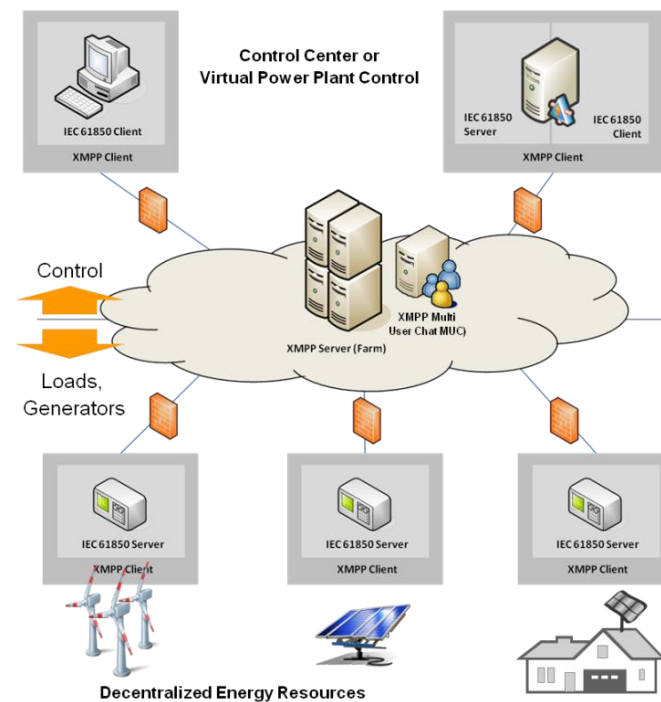 Control Center or
Virtual Power Plant Control
IEC 61850 Client
XMPP Client
IEC 61850
Server
IEC 61850
Client
XMPP Client
Control
XMPP Multi
User Chat MUC)
XMPP Server (Farm)
Loads,
Generators
IEC 61850 Server
XMPP Client
IEC 61850 Server
XMPP Client
IEC 61850 Server
XMPP Client
Decentralized Energy Resources